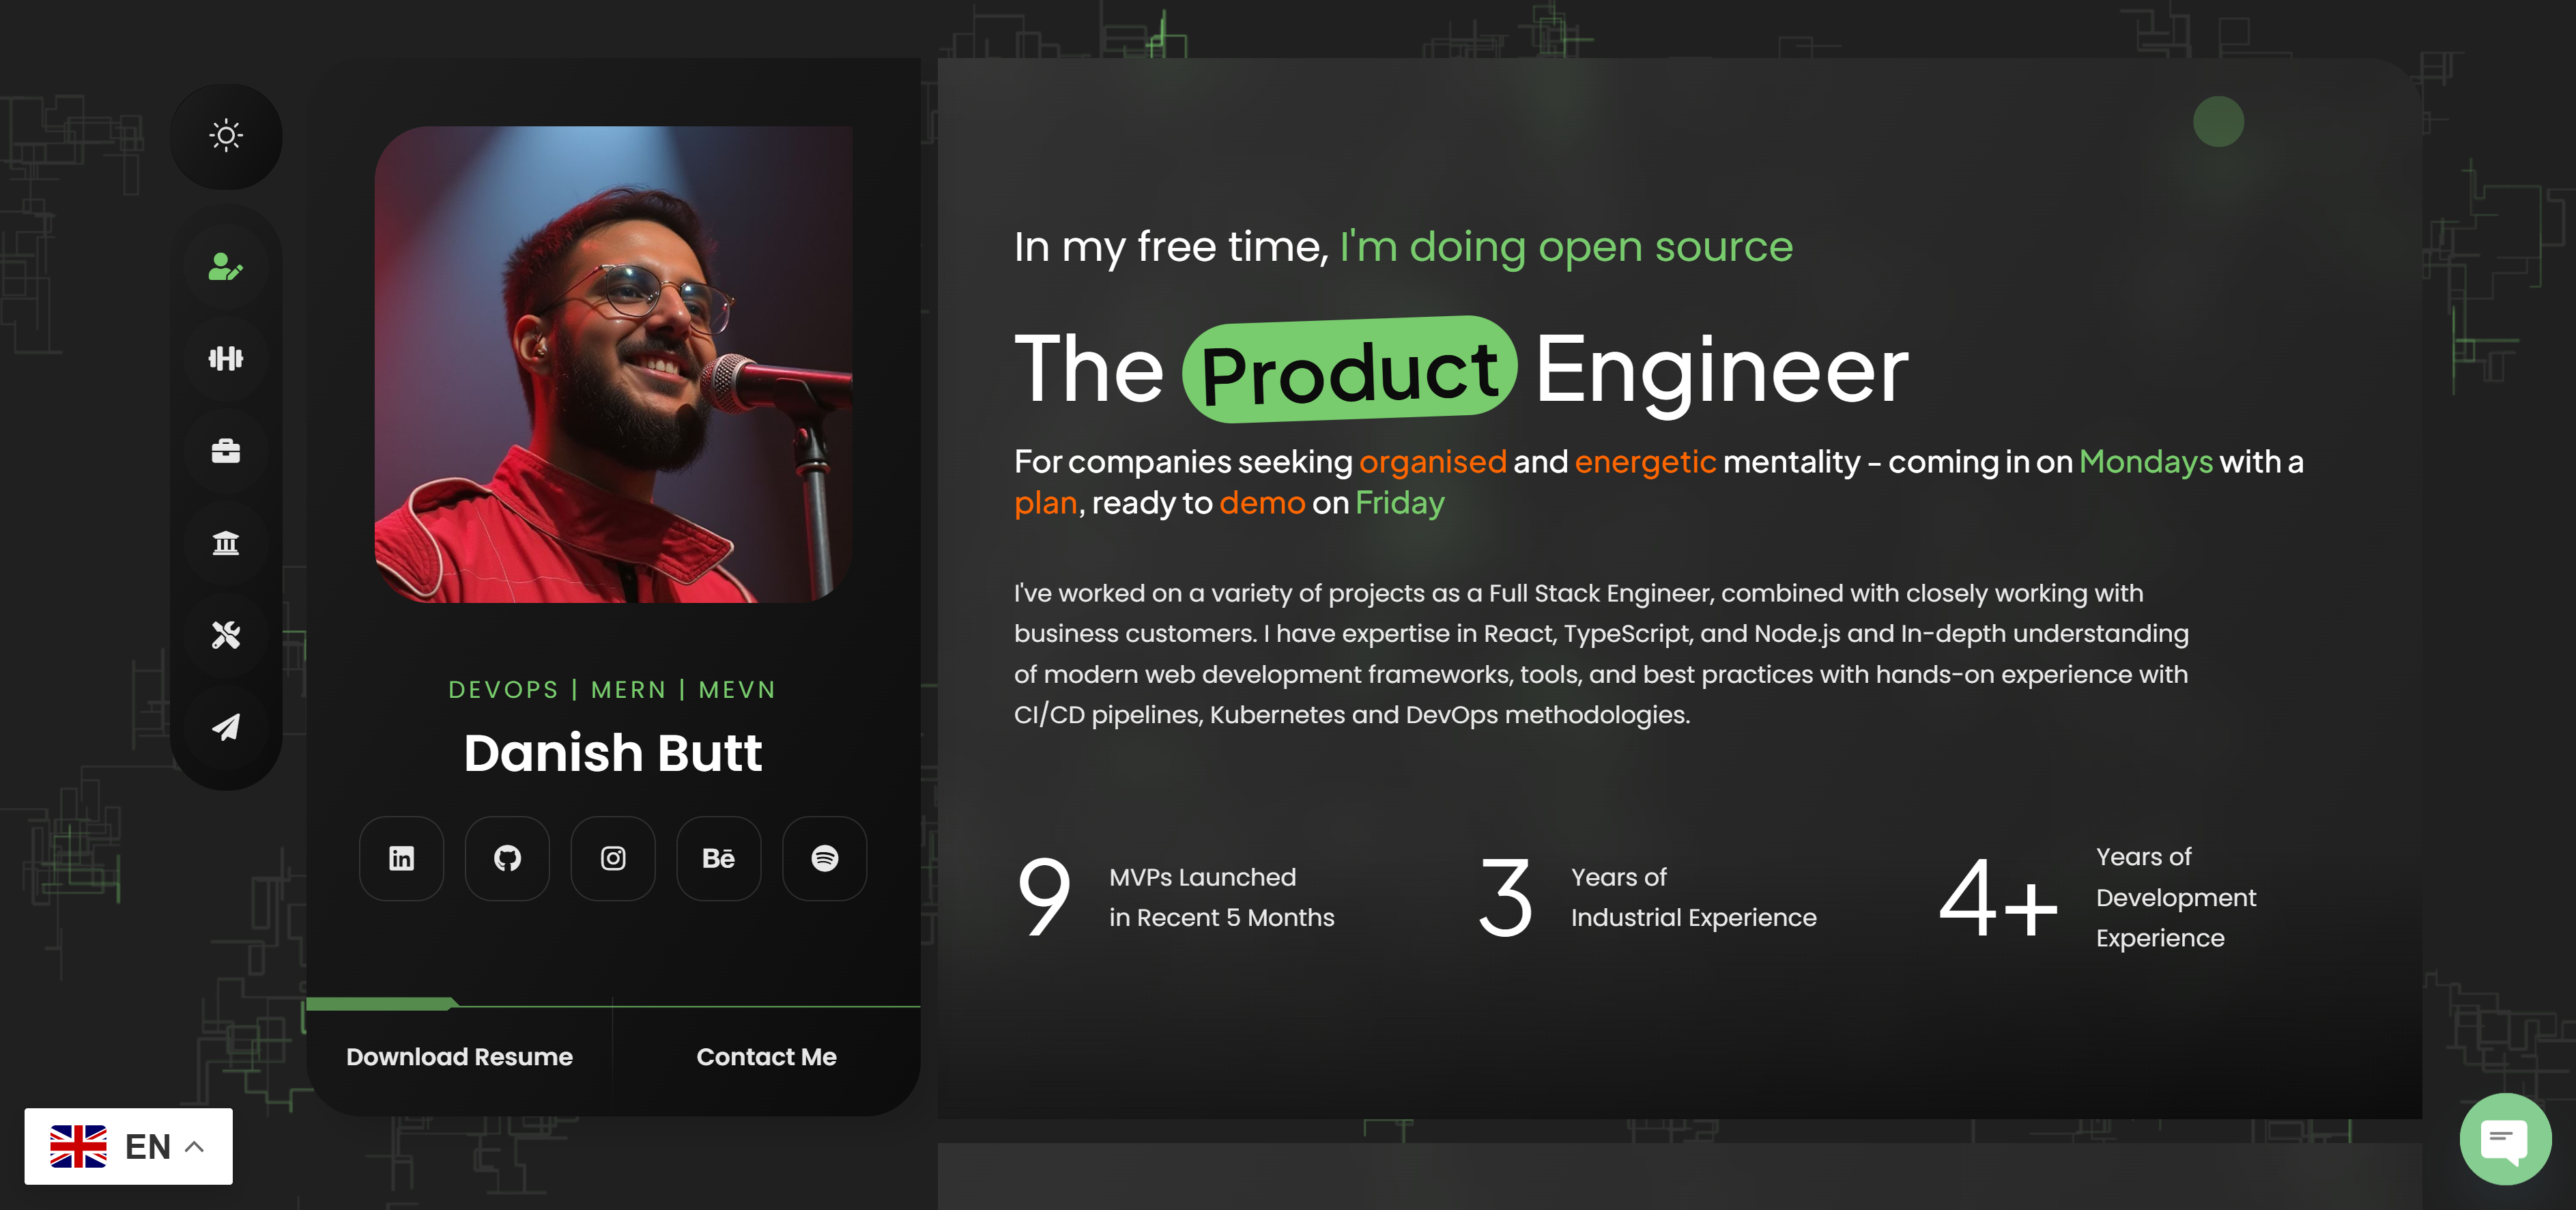 In my free time, I'm doing open source
The Product Engineer
For companies seeking organised and energetic mentality - coming in on Mondays with a
plan, ready to demo on Friday
I've worked on a variety of projects as a Full Stack Engineer, combined with closely working with
business customers. I have expertise in React, TypeScript, and Node.js and In-depth understanding
of modern web development frameworks, tools, and best practices with hands-on experience with
CI/CD pipelines, Kubernetes and DevOps methodologies.
DEVOPS | MERN | MEVN
Danish Butt
in
Bē
9
MVPs Launched
in Recent 5 Months
3
Years of
Industrial Experience
4+
Years of
Development
Experience
Download Resume
Contact Me
EN